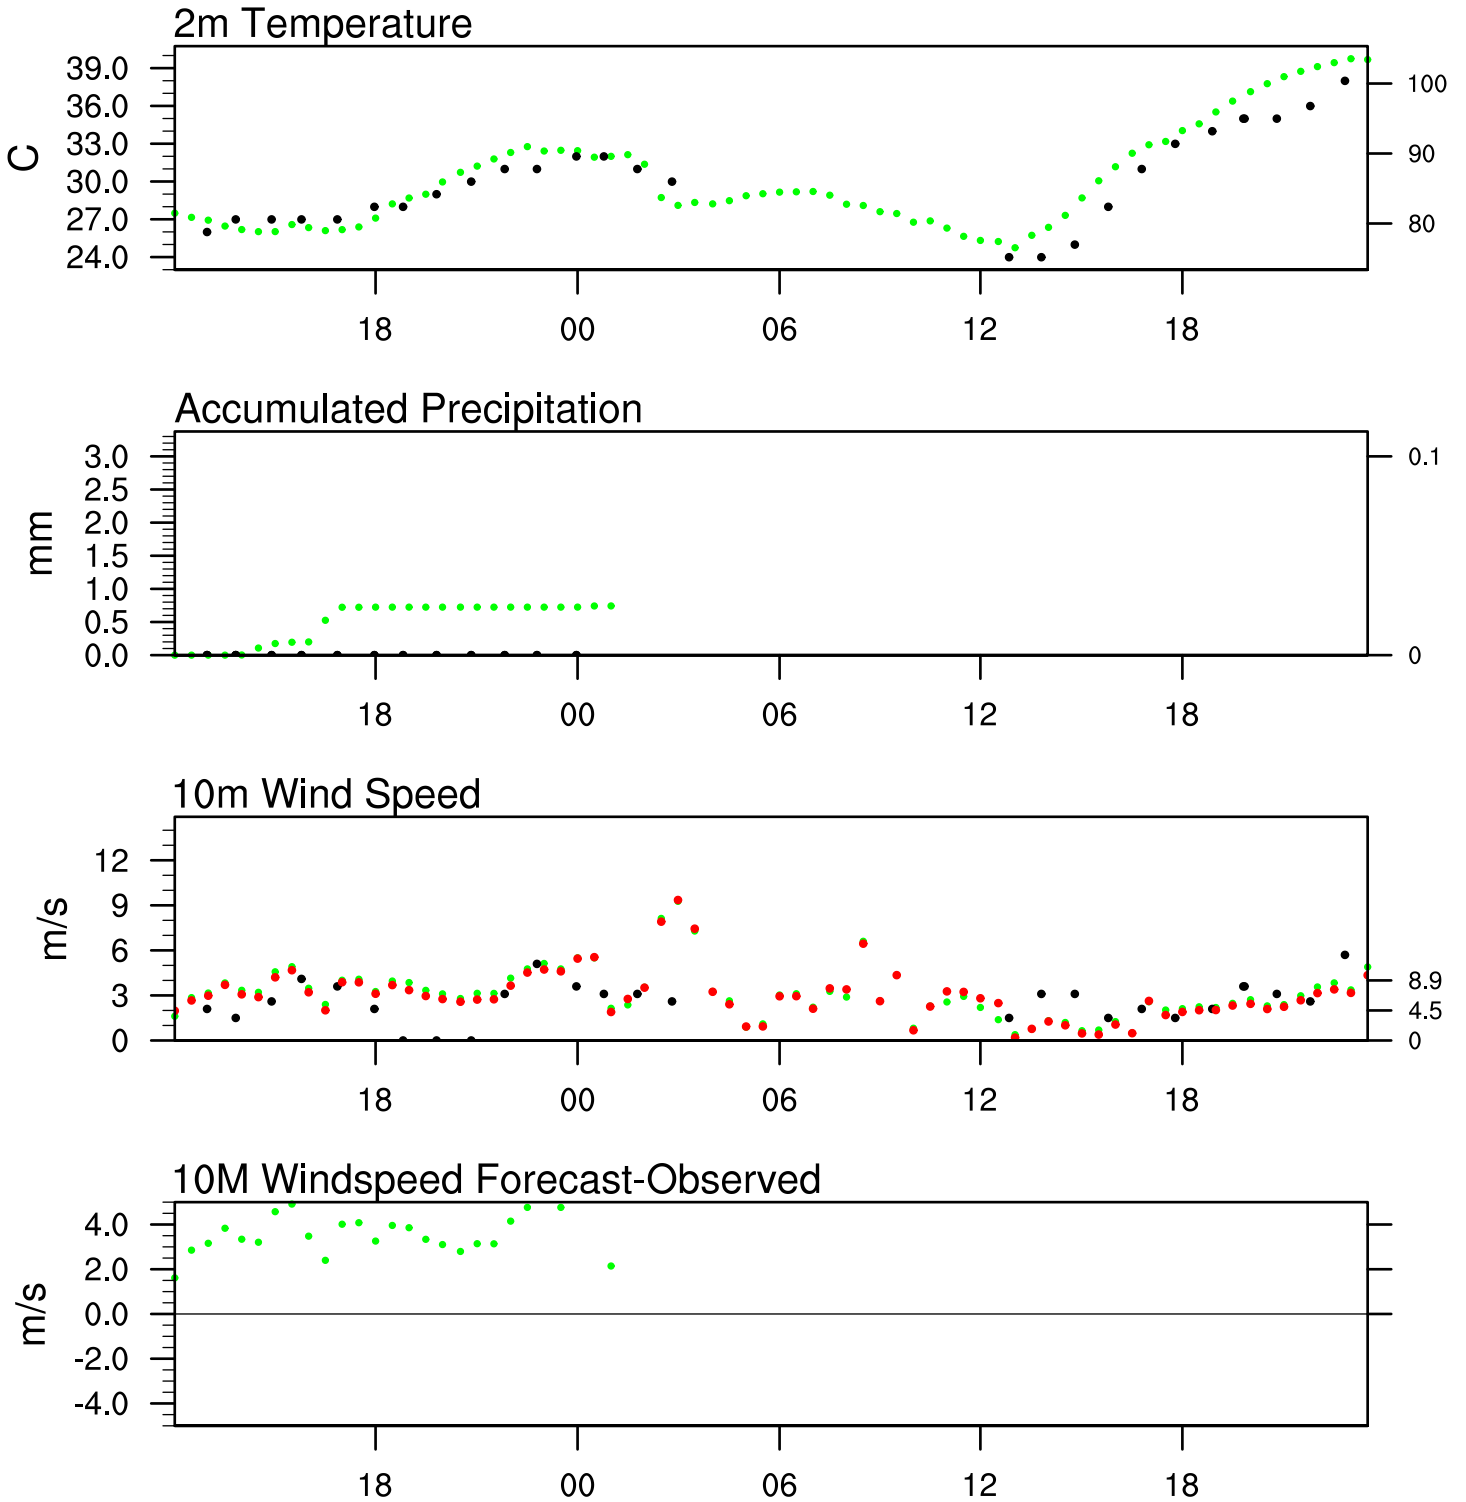 2m Temperature
39.0
36.0
33.0
30.0
27.0
24.0
C
100
90
80
18 00 06 12 18
Accumulated Precipitation
3.0
2.5
2.0
1.5
1.0
0.5
0.0
mm
0.1
0
18 00 06 12 18
10m Wind Speed
12
9
6
3
0
m/s
8.9
4.5
0
18 00 06 12 18
10M Windspeed Forecast-Observed
4.0
2.0
0.0
-2.0
-4.0
m/s
18 00 06 12 18